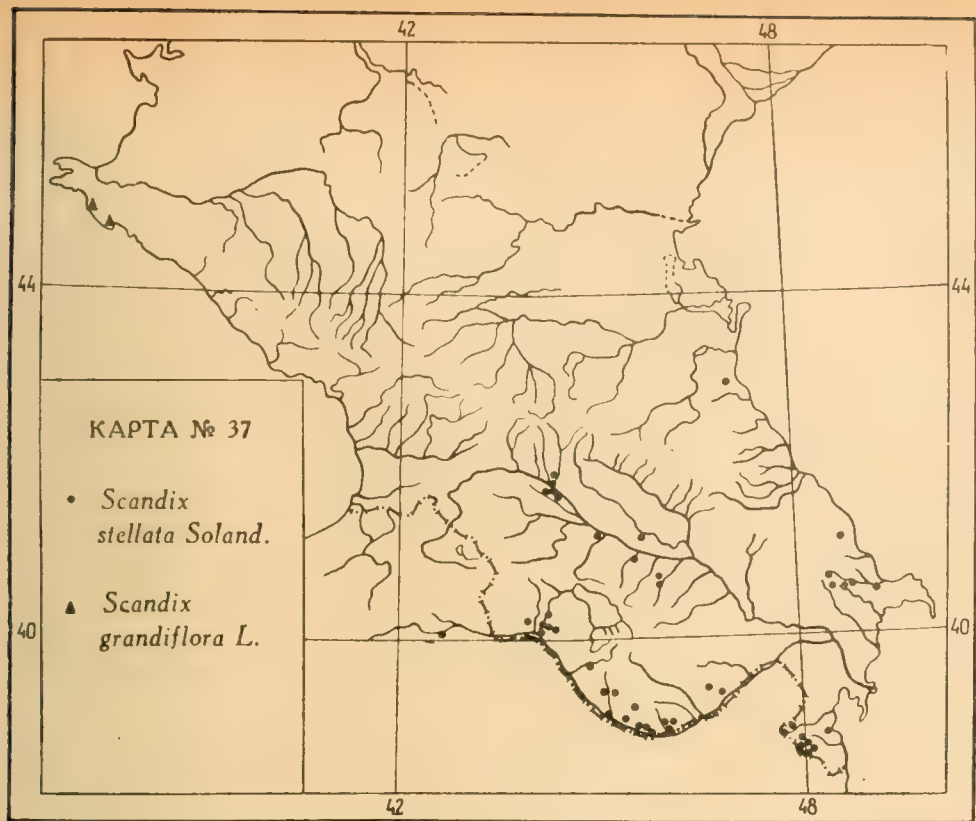 42 48
44 44
КАРТА № 37
Scandix
stellata Soland.
Scandix
grandiflora L.
40 40
42 48